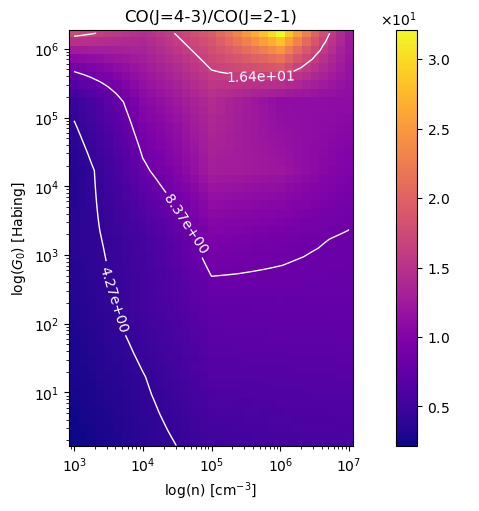 CO(J=4-3)/CO(J=2-1)
×10¹
10⁶
10⁵
10⁴
10³
10²
10¹
log(G₀) [Habing]
1.64e+01
8.37e+00
4.27e+00
10³ 10⁴ 10⁵ 10⁶ 10⁷
log(n) [cm⁻³]
3.0
2.5
2.0
1.5
1.0
0.5